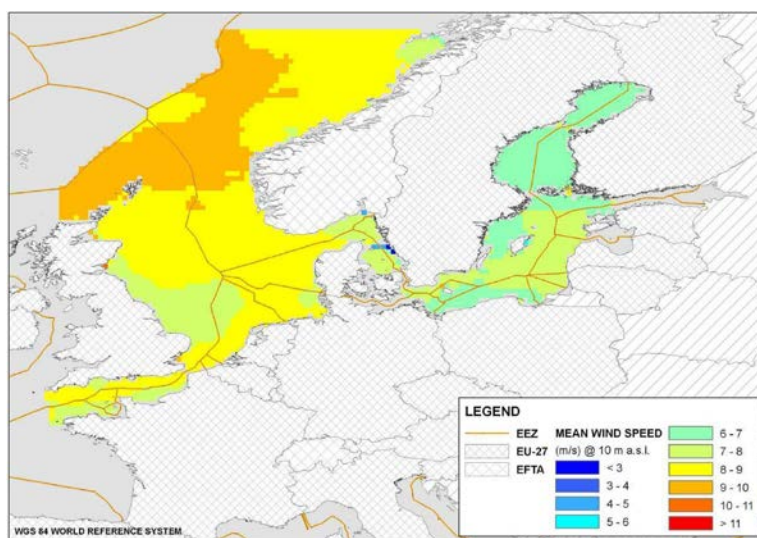 LEGEND
EEZ
EU-27
EFTA
MEAN WIND SPEED
(m/s) @ 10 m a.s.l.
< 3
3 - 4
4 - 5
5 - 6
6 - 7
7 - 8
8 - 9
9 - 10
10 - 11
> 11
WGS 84 WORLD REFERENCE SYSTEM